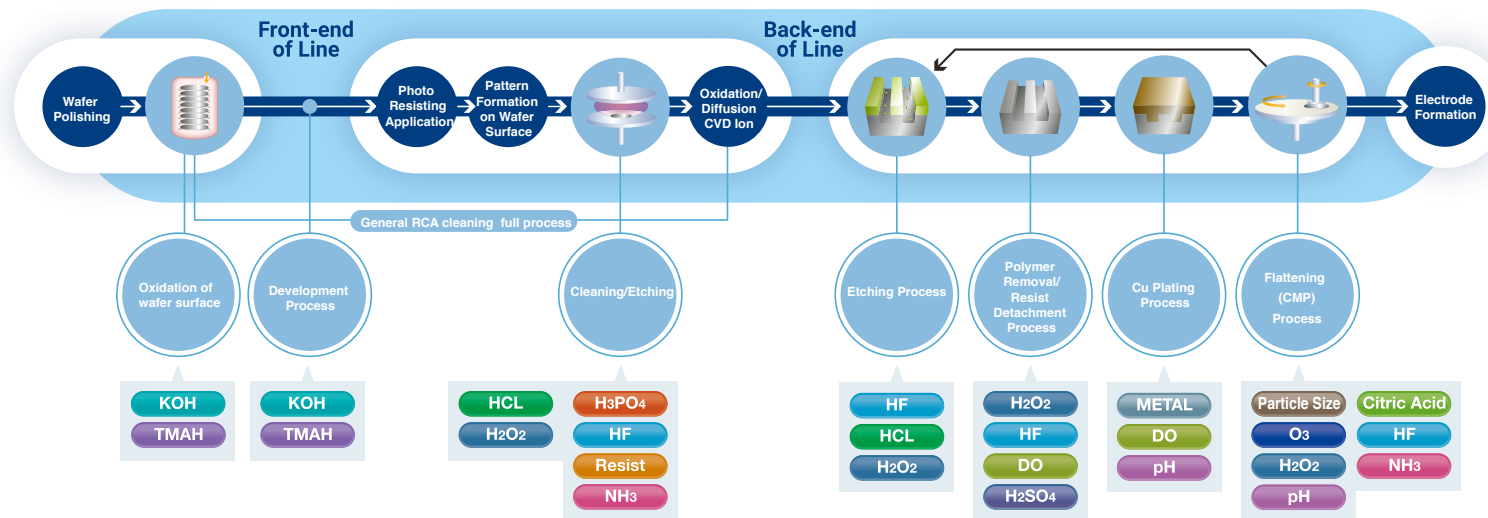 Front-end
of Line
Back-end
of Line
Wafer
Polishing
Photo
Resisting
Application
Pattern
Formation
on Wafer
Surface
Oxidation/
Diffusion
CVD Ion
Electrode
Formation
General RCA cleaning full process
Oxidation of
wafer surface
Development
Process
Cleaning/Etching
Etching Process
Polymer
Removal/
Resist
Detachment
Process
Cu Plating
Process
Flattening
(CMP)
Process
KOH
TMAH
KOH
TMAH
HCL
H2O2
H3PO4
HF
Resist
NH3
HF
HCL
H2O2
H2O2
HF
DO
H2SO4
METAL
DO
pH
Particle Size
O3
H2O2
pH
Citric Acid
HF
NH3